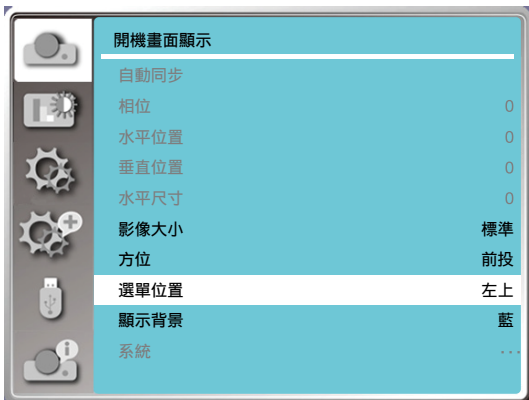 開機畫面顯示
自動同步
相位 0
水平位置 0
垂直位置 0
水平尺寸 0
影像大小 標準
方位 前投
選單位置 左上
顯示背景 藍
系統 ...